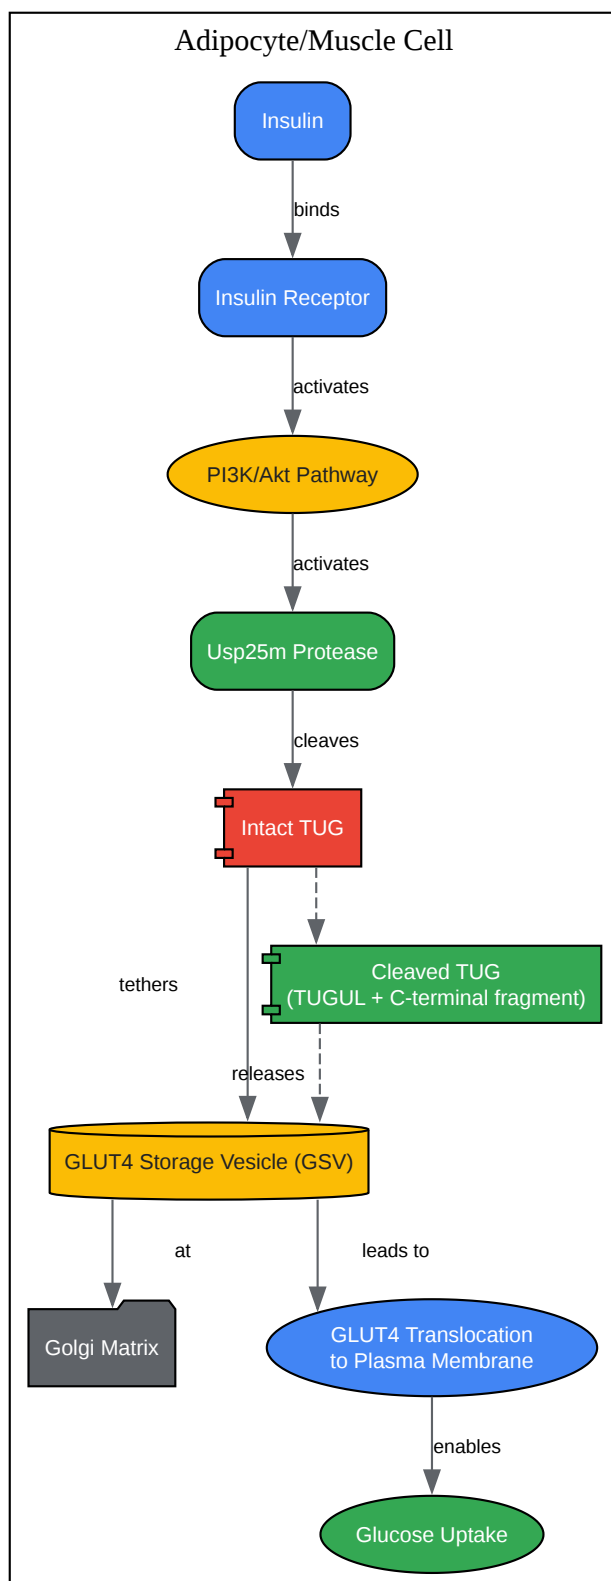 Adipocyte/Muscle Cell
Insulin
binds
Insulin Receptor
activates
PI3K/Akt Pathway
activates
Usp25m Protease
cleaves
Intact TUG
tethers
Cleaved TUG
(TUGUL + C-terminal fragment)
releases
GLUT4 Storage Vesicle (GSV)
at
leads to
Golgi Matrix
GLUT4 Translocation
to Plasma Membrane
enables
Glucose Uptake